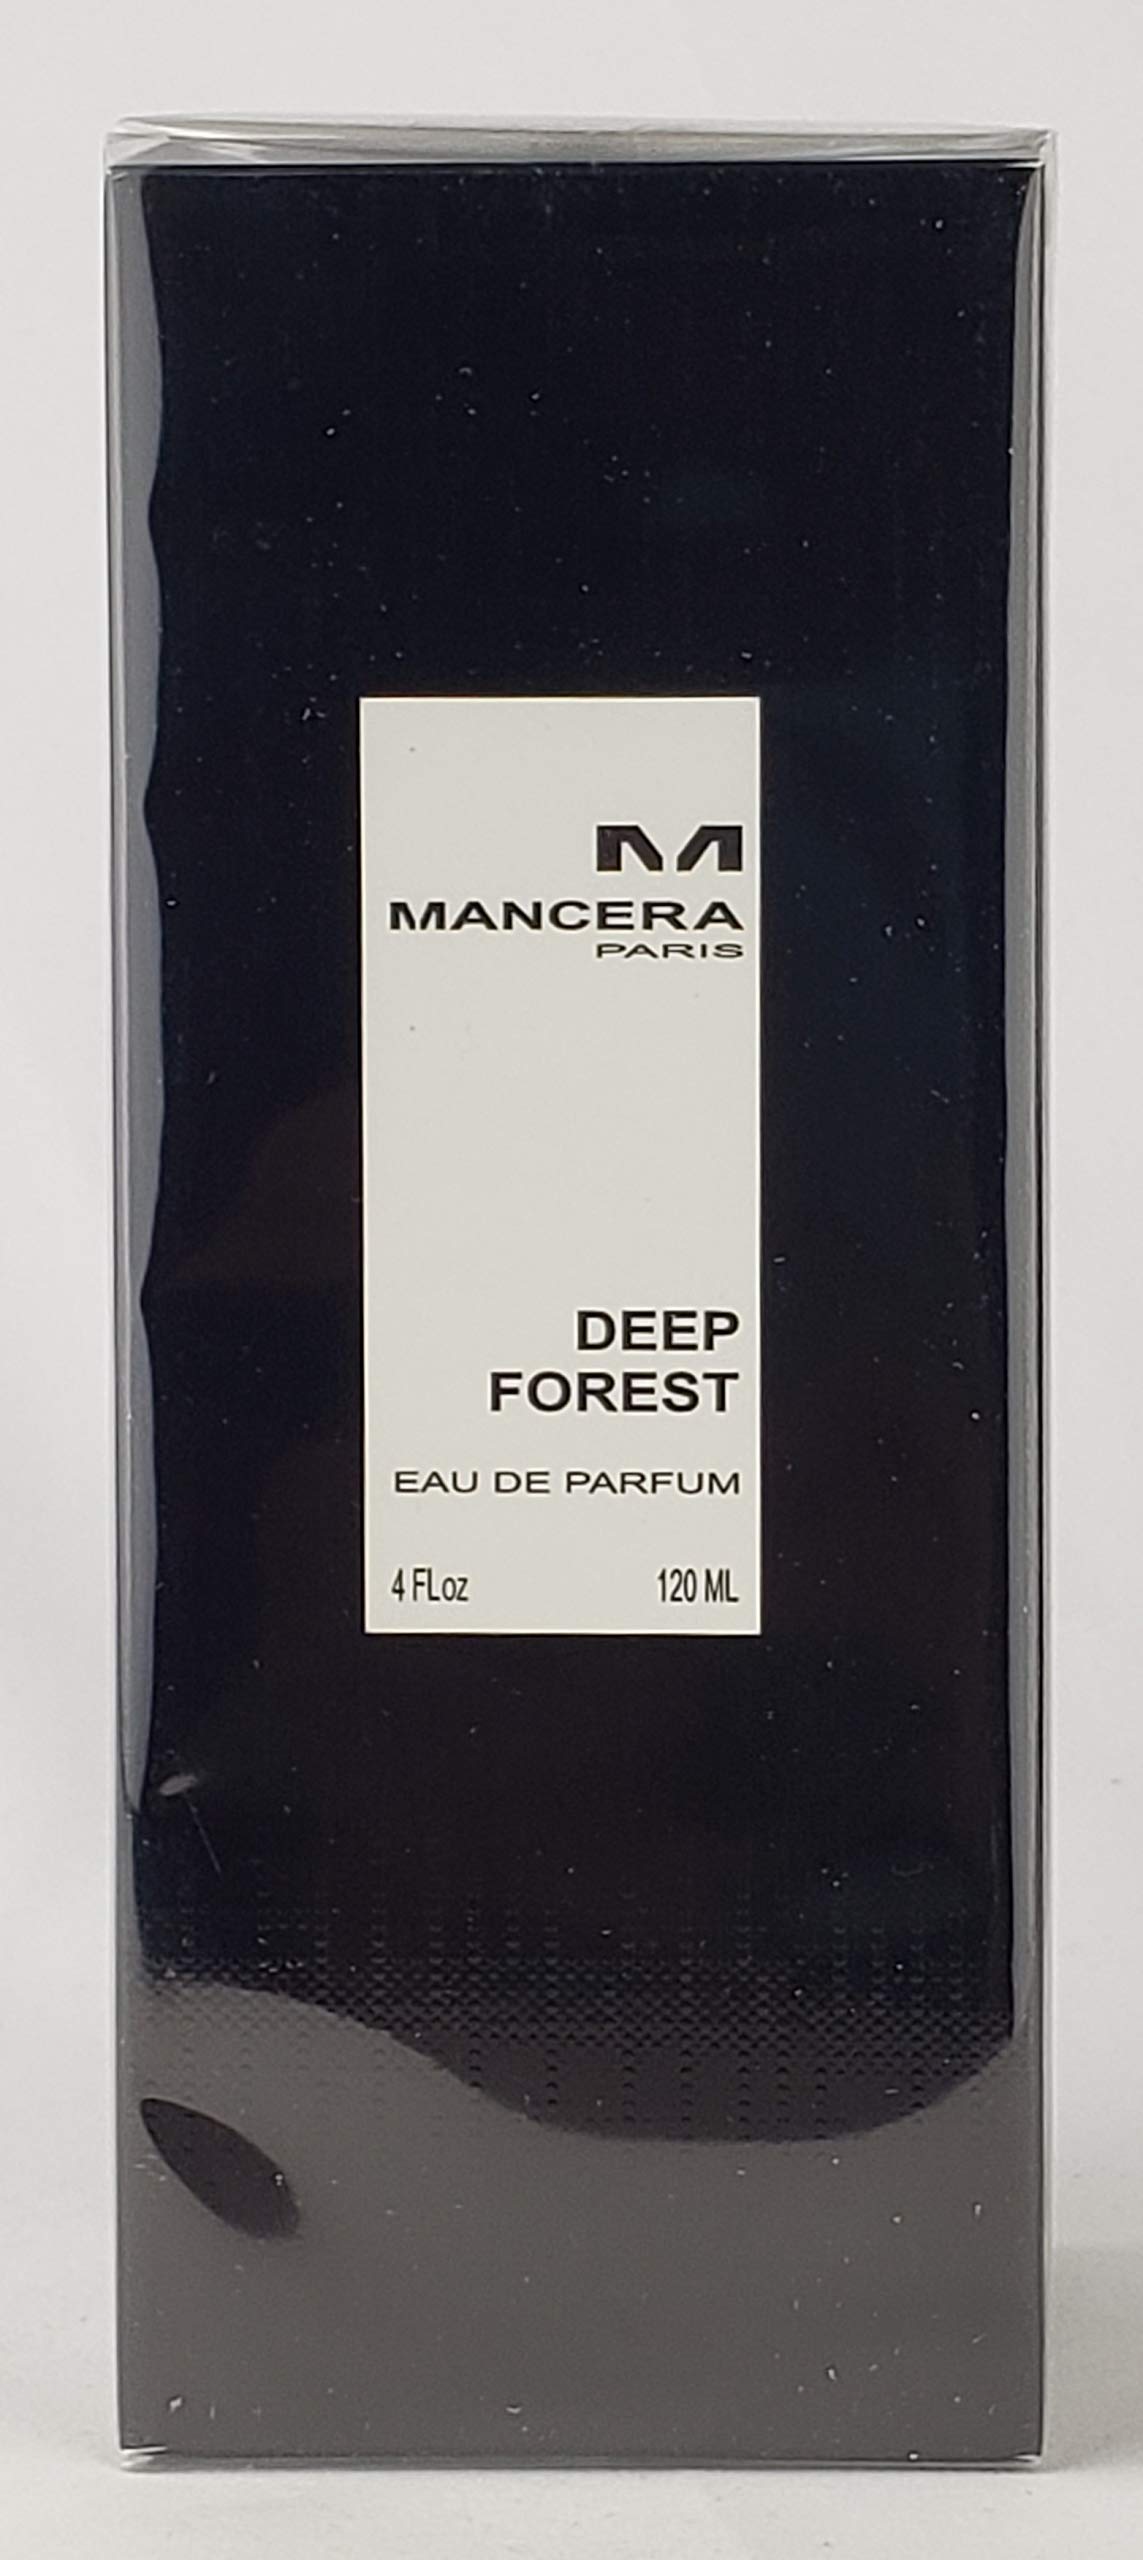 M
MANCERA
PARIS
DEEP
FOREST
EAU DE PARFUM
4 FLoz 120 ML